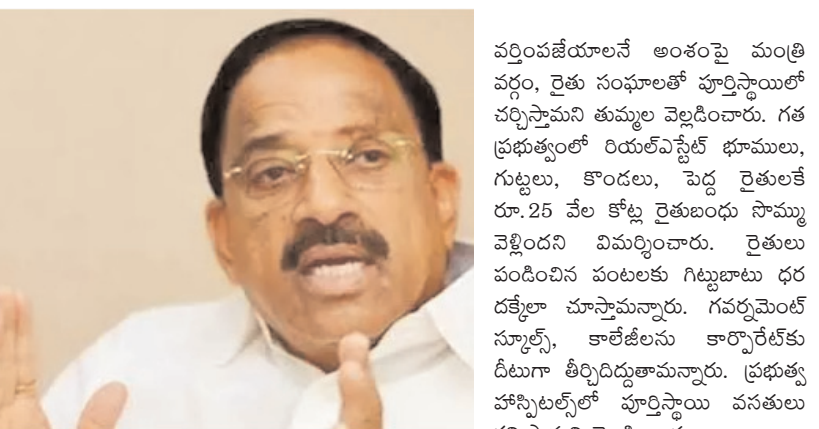 వర్తింపజేయాలనే అంశంపై మంత్రి
వర్గం, రైతు సంఘాలతో పూర్తిస్థాయిలో
చర్చిస్తామని తుమ్మల వెల్లడించారు. గత
ప్రభుత్వంలో రియల్ఎస్టేట్ భూములు,
గుట్టలు, కొండలు, పెద్ద రైతులకే
రూ.25 వేల కోట్ల రైతుబంధు సొమ్ము
వెళ్లిందని విమర్శించారు. రైతులు
పండించిన పంటలకు గిట్టుబాటు ధర
దక్కేలా చూస్తామన్నారు. గవర్నమెంట్
స్కూల్స్, కాలేజీలను కార్పొరేట్‌కు
దీటుగా తీర్చిదిద్దుతామన్నారు. ప్రభుత్వ
హాస్పిటల్స్‌లో పూర్తిస్థాయి వసతులు